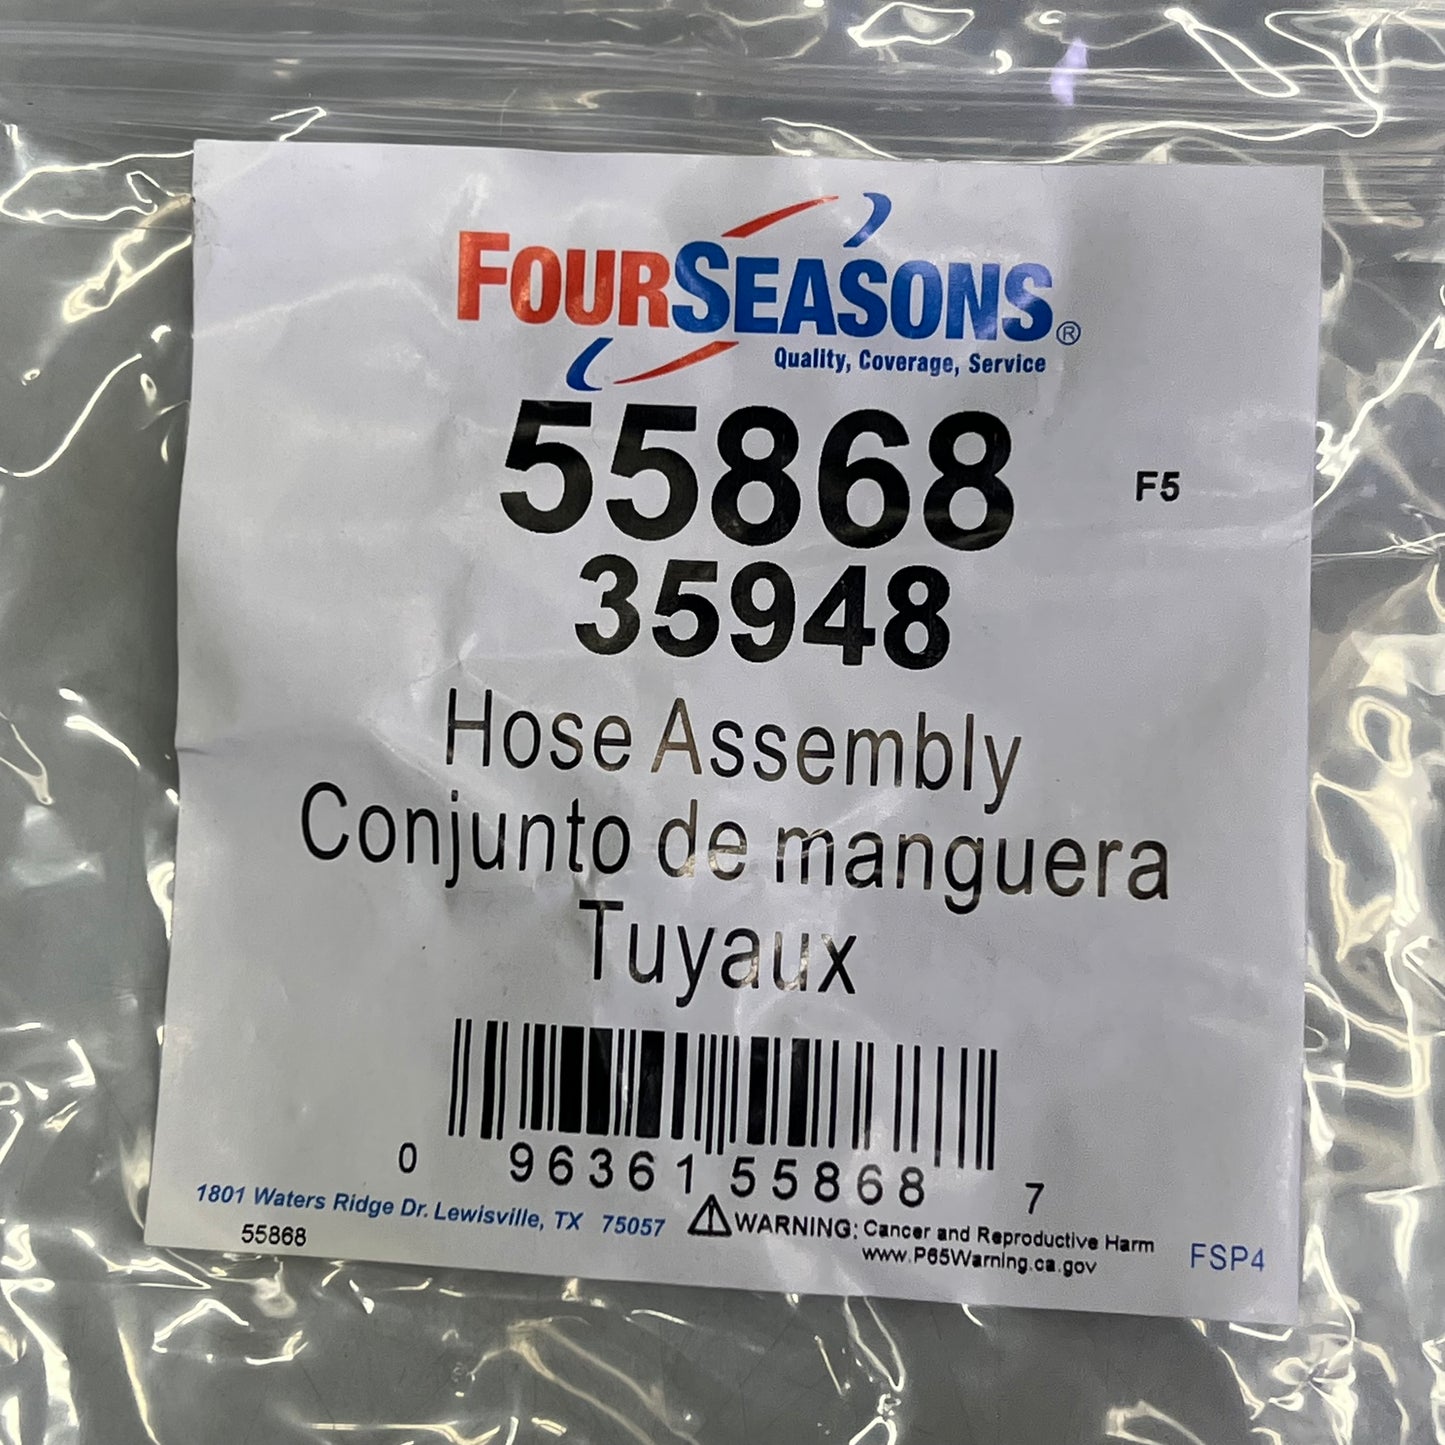 FOURSEASONS®
Quality, Coverage, Service
55868
F5
35948
Hose Assembly
Conjunto de manguera
Tuyaux
0 96361 55868 7
1801 Waters Ridge Dr. Lewisville, TX 75057
55868
WARNING: Cancer and Reproductive Harm
www.P65Warning.ca.gov
FSP4